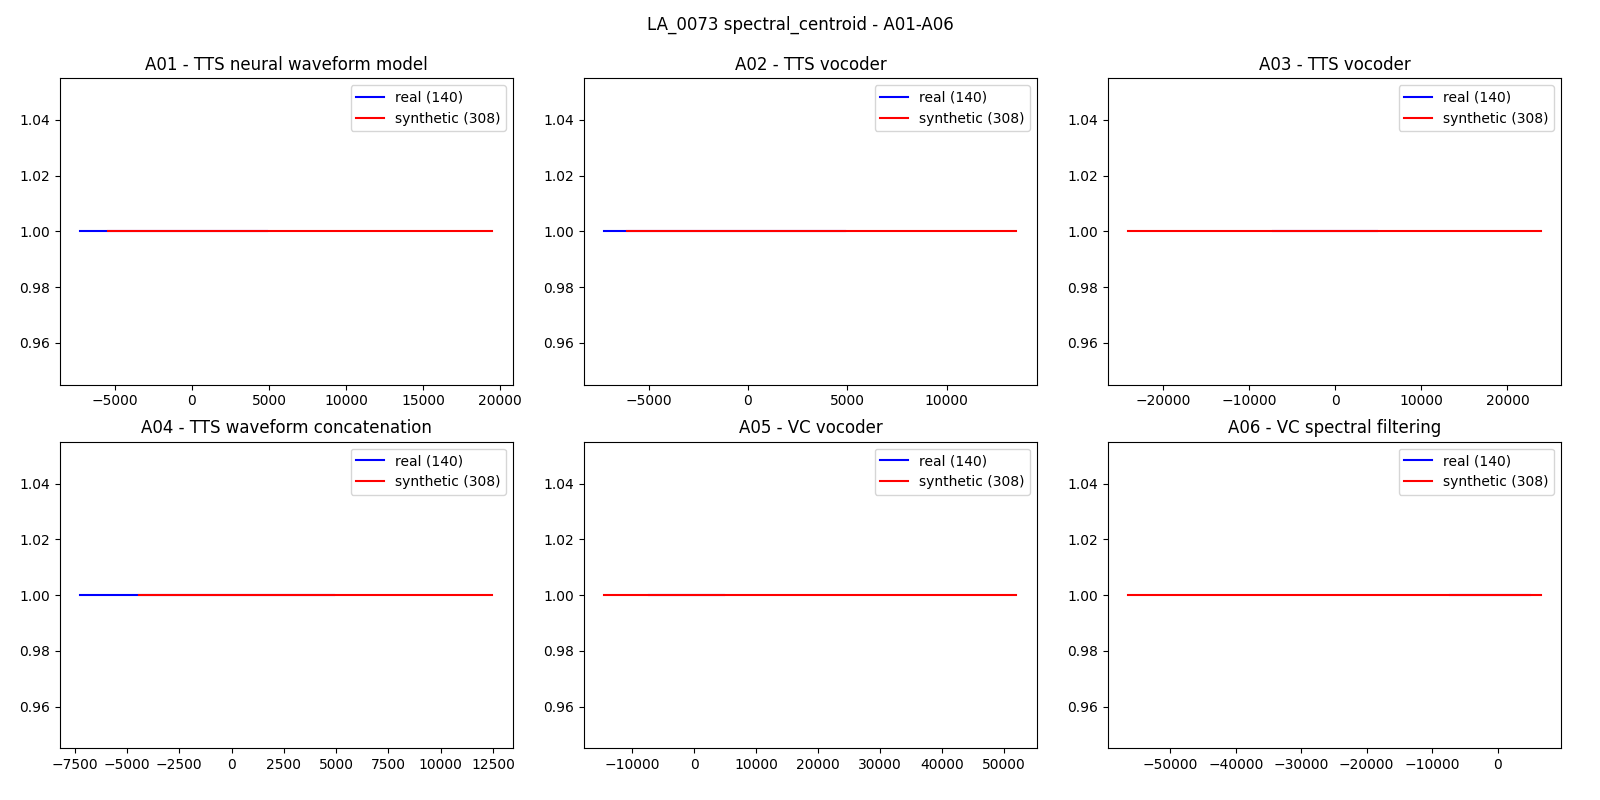 LA_0073 spectral_centroid - A01-A06
A01 - TTS neural waveform model
real (140)
synthetic (308)
1.04
1.02
1.00
0.98
0.96
−5000 0 5000 10000 15000 20000
A02 - TTS vocoder
real (140)
synthetic (308)
1.04
1.02
1.00
0.98
0.96
−5000 0 5000 10000
A03 - TTS vocoder
real (140)
synthetic (308)
1.04
1.02
1.00
0.98
0.96
−20000 −10000 0 10000 20000
A04 - TTS waveform concatenation
real (140)
synthetic (308)
1.04
1.02
1.00
0.98
0.96
−7500 −5000 −2500 0 2500 5000 7500 10000 12500
A05 - VC vocoder
real (140)
synthetic (308)
1.04
1.02
1.00
0.98
0.96
−10000 0 10000 20000 30000 40000 50000
A06 - VC spectral filtering
real (140)
synthetic (308)
1.04
1.02
1.00
0.98
0.96
−50000 −40000 −30000 −20000 −10000 0